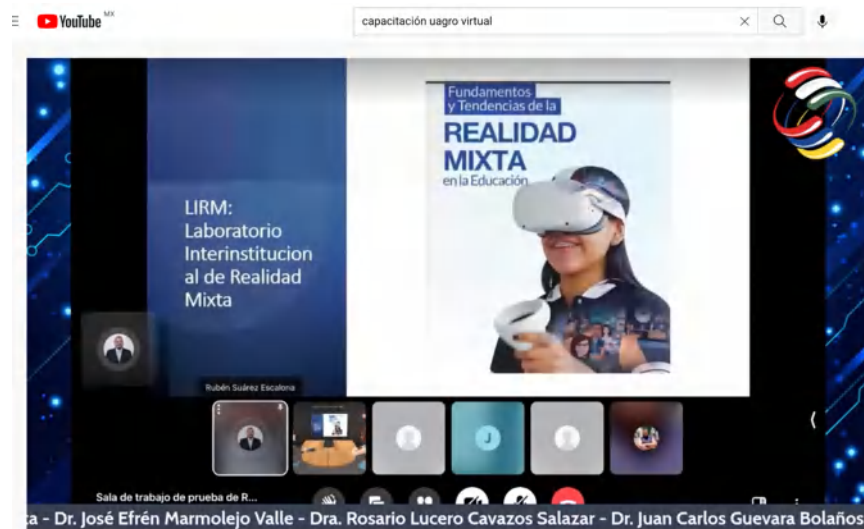 YouTube MX
capacitación uagro virtual
Fundamentos
y Tendencias de la
REALIDAD
MIXTA
en la Educación
LIRM:
Laboratorio
Interinstitucion
al de Realidad
Mixta
Rubén Suárez Escalona
J
Sala de trabajo de prueba de R...
ta - Dr. José Efrén Marmolejo Valle - Dra. Rosario Lucero Cavazos Salazar - Dr. Juan Carlos Guevara Bolaños